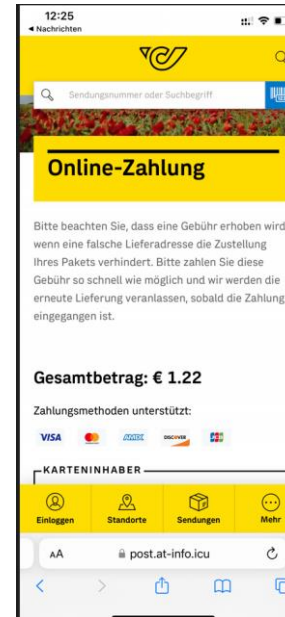 12:25
◀ Nachrichten
Sendungsnummer oder Suchbegriff
Online-Zahlung
Bitte beachten Sie, dass eine Gebühr erhoben wird
wenn eine falsche Lieferadresse die Zustellung
Ihres Pakets verhindert. Bitte zahlen Sie diese
Gebühr so schnell wie möglich und wir werden die
erneute Lieferung veranlassen, sobald die Zahlung
eingegangen ist.
Gesamtbetrag: € 1.22
Zahlungsmethoden unterstützt:
VISA AMEX DISCOVER JCB
KARTENINHABER
Einloggen Standorte Sendungen Mehr
AA post.at-info.icu